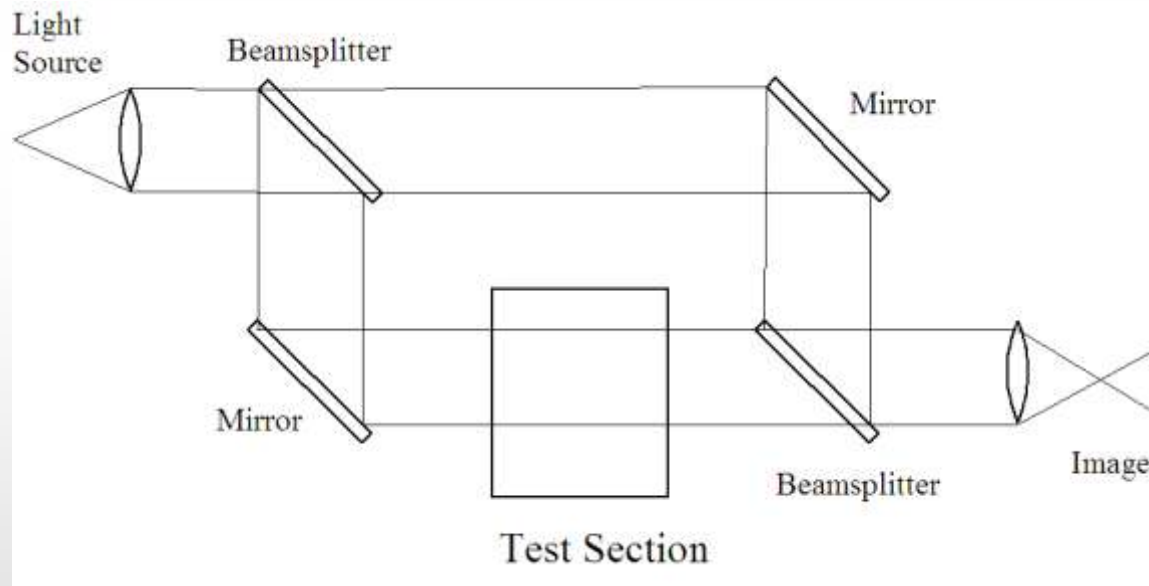 Light
Source
Beamsplitter
Mirror
Mirror
Beamsplitter
Image
Test Section